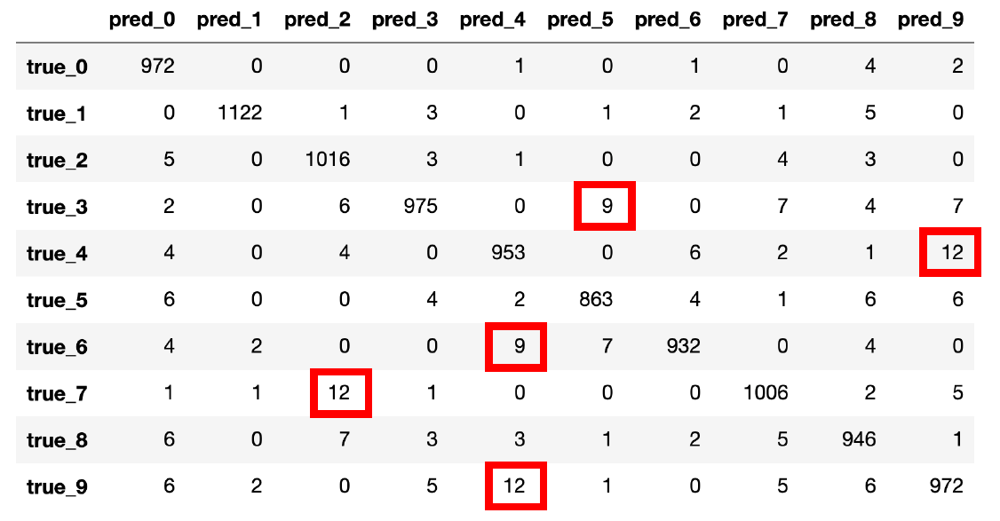 pred_0 pred_1 pred_2 pred_3 pred_4 pred_5 pred_6 pred_7 pred_8 pred_9
true_0 972 0 0 0 1 0 1 0 4 2
true_1 0 1122 1 3 0 1 2 1 5 0
true_2 5 0 1016 3 1 0 0 4 3 0
true_3 2 0 6 975 0 9 0 7 4 7
true_4 4 0 4 0 953 0 6 2 1 12
true_5 6 0 0 4 2 863 4 1 6 6
true_6 4 2 0 0 9 7 932 0 4 0
true_7 1 1 12 1 0 0 0 1006 2 5
true_8 6 0 7 3 3 1 2 5 946 1
true_9 6 2 0 5 12 1 0 5 6 972